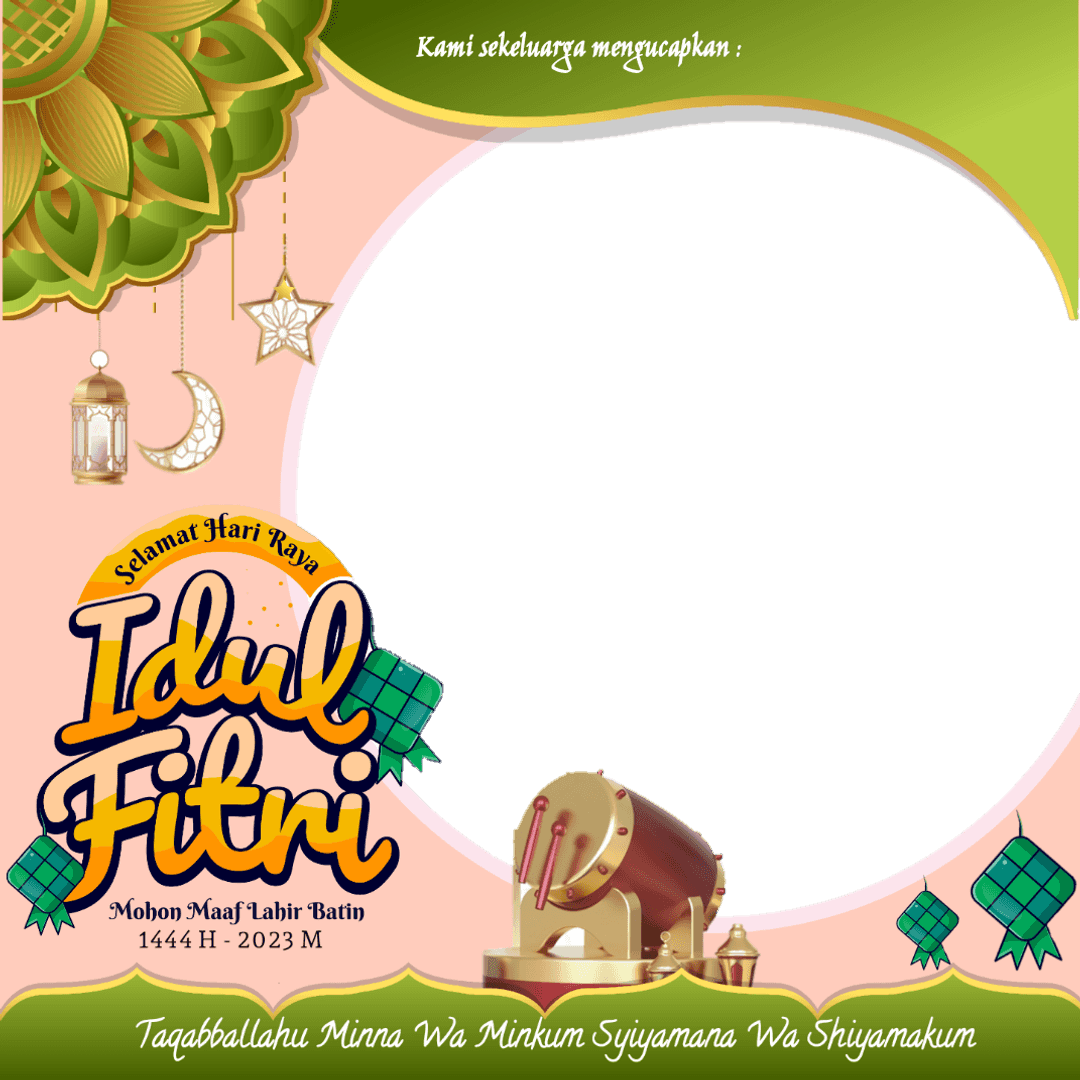 Kami sekeluarga mengucapkan :
Selamat Hari Raya
Idul
Fitri
Mohon Maaf Lahir Batin
1444 H - 2023 M
Taqabballahu Minna Wa Minkum Syiyamana Wa Shiyamakum